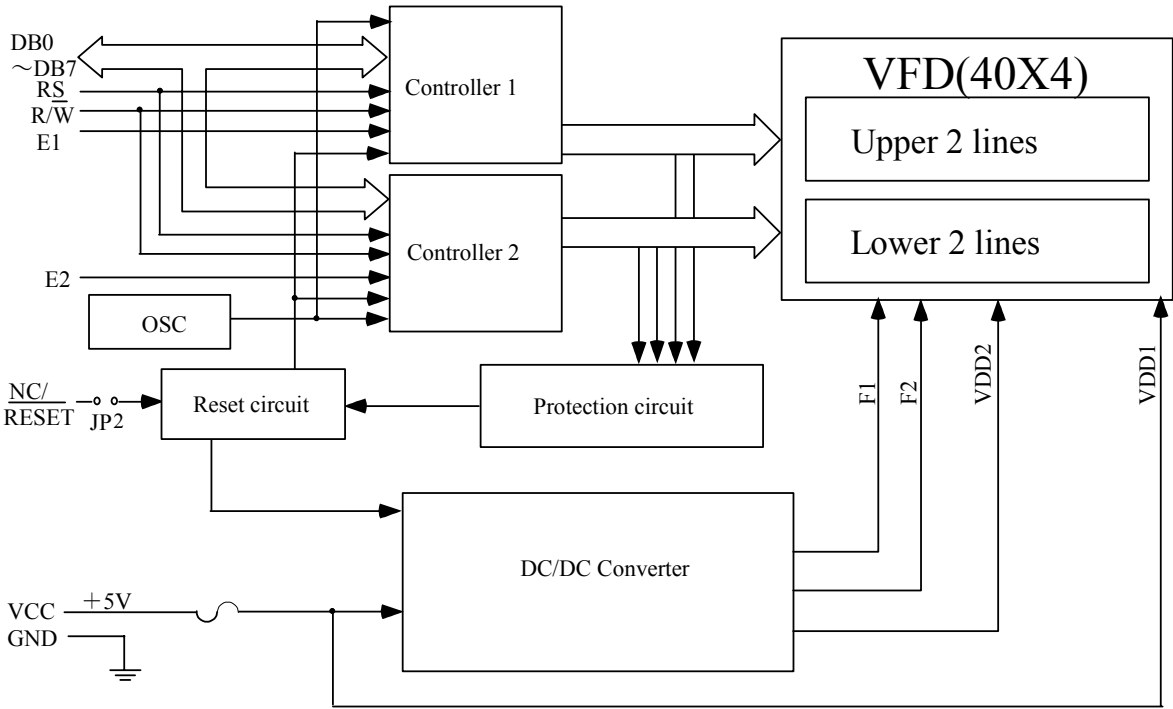 DB0
～DB7
RS
R/W̅
E1
Controller 1
VFD(40X4)
Upper 2 lines
Lower 2 lines
Controller 2
E2
OSC
NC/
R̅E̅S̅E̅T̅
JP2
Reset circuit
Protection circuit
F1
F2
VDD2
VDD1
DC/DC Converter
VCC
＋5V
GND